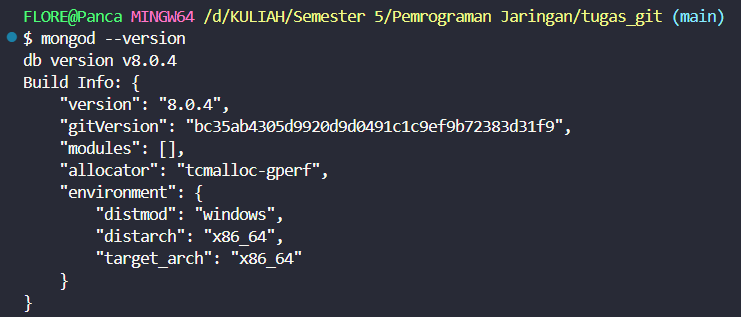 FLORE@Panca MINGW64 /d/KULIAH/Semester 5/Pemrograman Jaringan/tugas_git (main)
$ mongod --version
db version v8.0.4
Build Info: {
    "version": "8.0.4",
    "gitVersion": "bc35ab4305d9920d9d0491c1c9ef9b72383d31f9",
    "modules": [],
    "allocator": "tcmalloc-gperf",
    "environment": {
        "distmod": "windows",
        "distarch": "x86_64",
        "target_arch": "x86_64"
    }
}